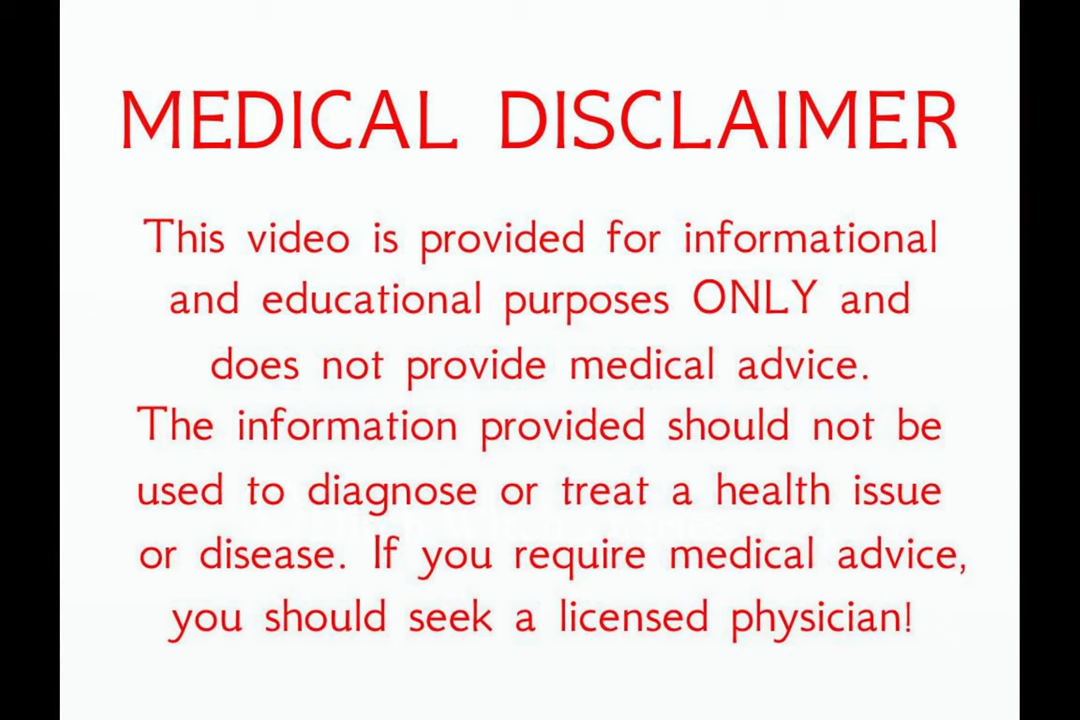 MEDICAL DISCLAIMER
This video is provided for informational
and educational purposes ONLY and
does not provide medical advice.
The information provided should not be
used to diagnose or treat a health issue
or disease. If you require medical advice,
you should seek a licensed physician!